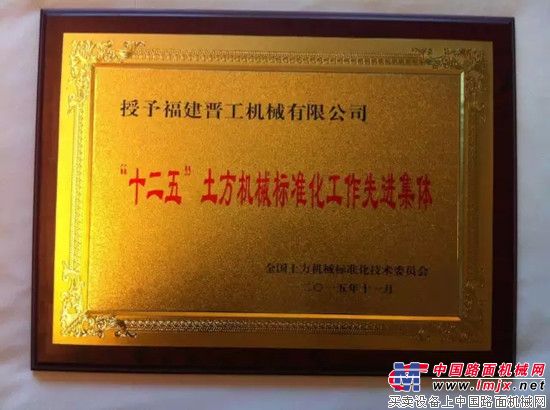 授予福建晋工机械有限公司
“十二五”土方机械标准化工作先进集体
全国土方机械标准化技术委员会
二〇一五年十一月
中国路面机械网
www.lmjx.net
买卖设备上中国路面机械网